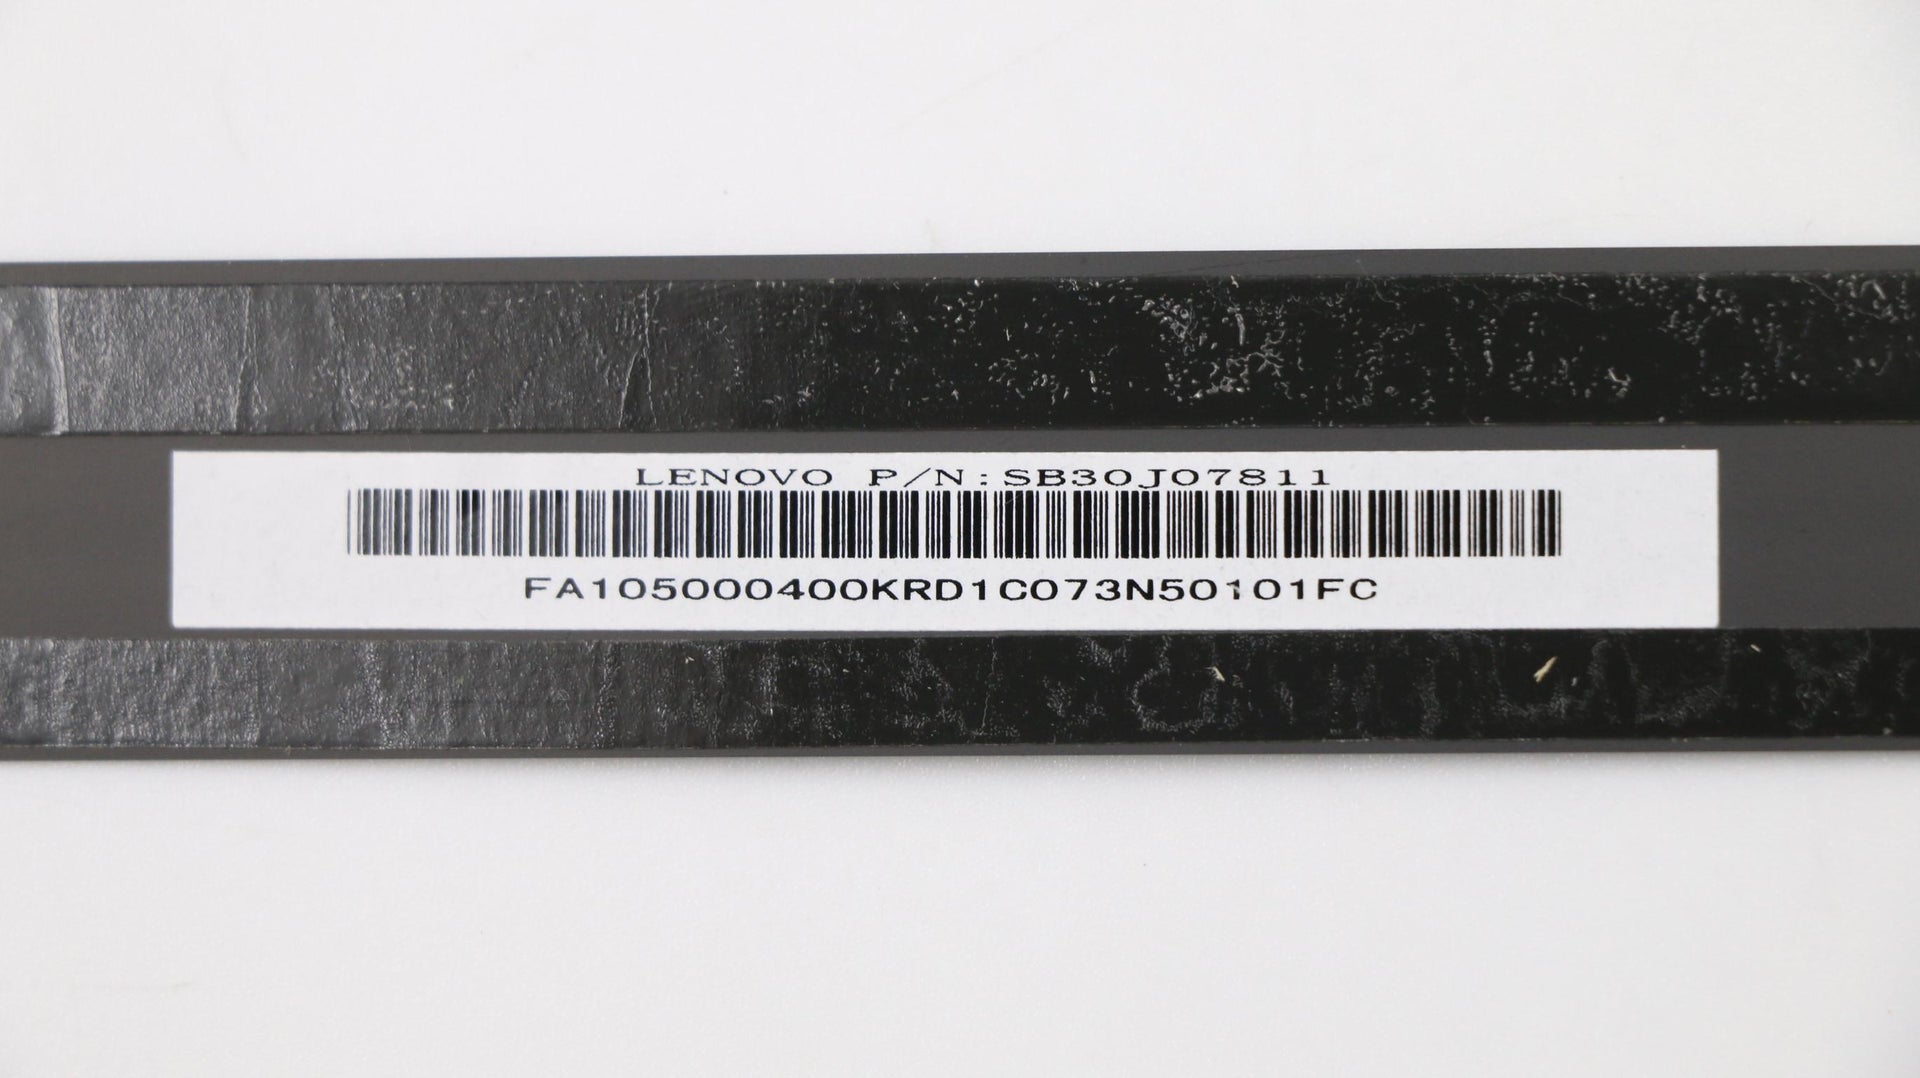 LENOVO P/N:SB30J07811
FA105000400KRD1C073N50101FC